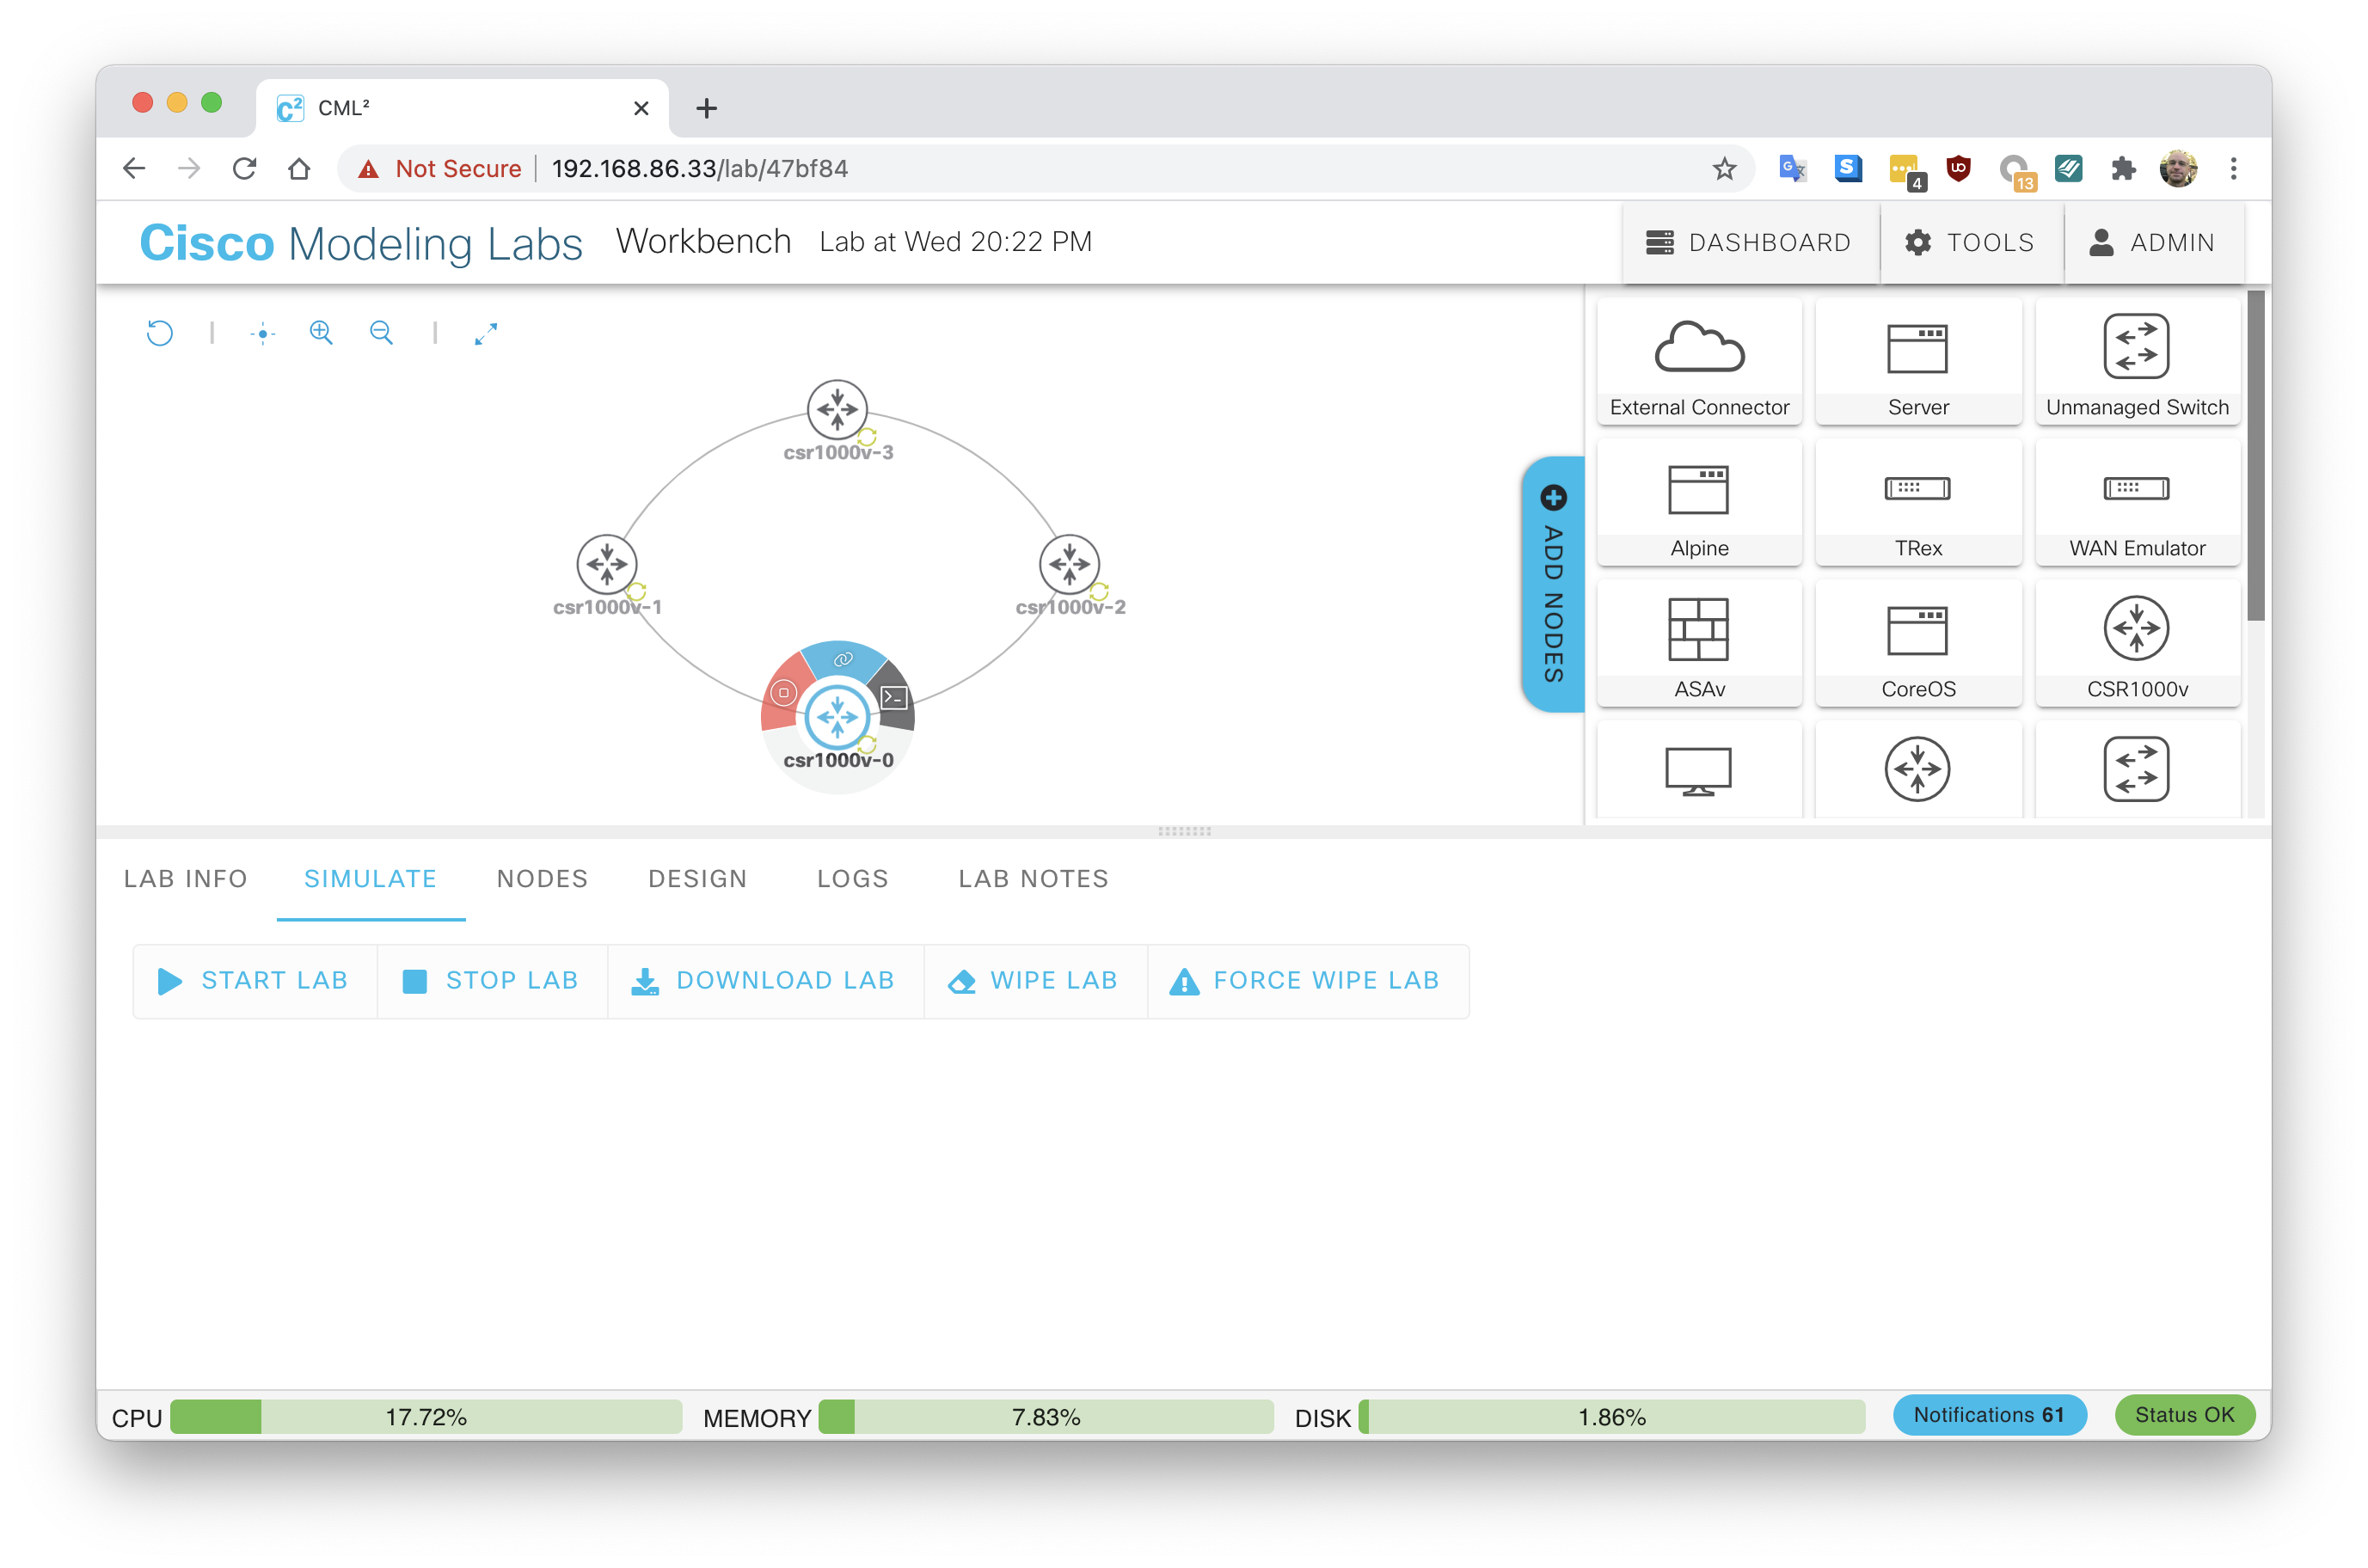 CML²
Not Secure 192.168.86.33/lab/47bf84
4
13
Cisco Modeling Labs Workbench Lab at Wed 20:22 PM
DASHBOARD TOOLS ADMIN
csr1000v-3
csr1000v-1
csr1000v-2
csr1000v-0
ADD NODES
External Connector Server Unmanaged Switch
Alpine TRex WAN Emulator
ASAv CoreOS CSR1000v
LAB INFO SIMULATE NODES DESIGN LOGS LAB NOTES
START LAB STOP LAB DOWNLOAD LAB WIPE LAB FORCE WIPE LAB
CPU 17.72% MEMORY 7.83% DISK 1.86% Notifications 61 Status OK